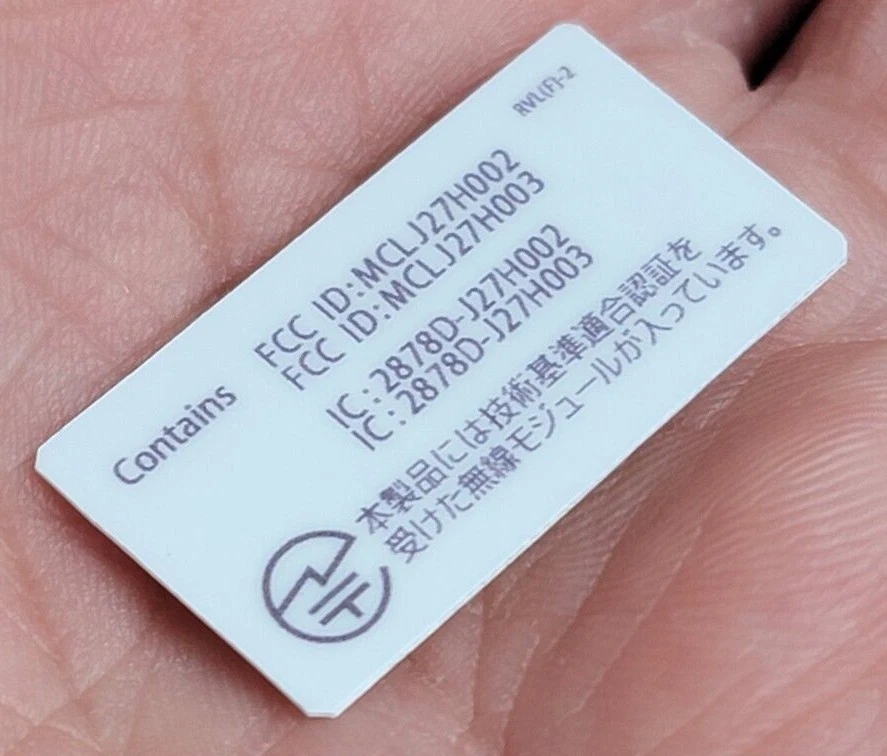 RVL(F)-2
Contains
FCC ID:MCLJ27H002
FCC ID:MCLJ27H003
IC:2878D-J27H002
IC:2878D-J27H003
本製品には技術基準適合認証を
受けた無線モジュールが入っています。